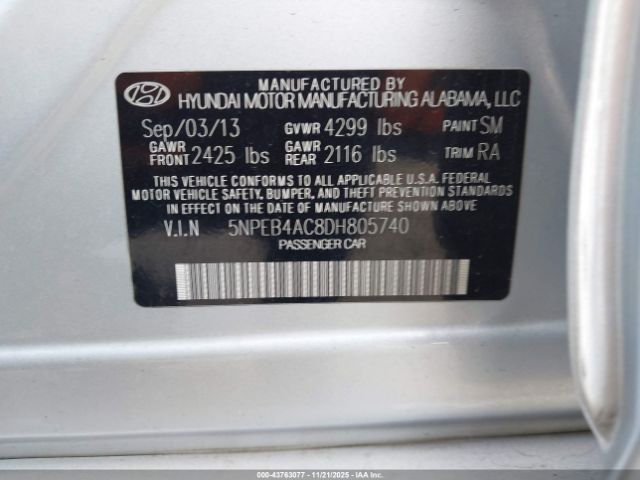 MANUFACTURED BY
HYUNDAI MOTOR MANUFACTURING ALABAMA, LLC
Sep/03/13 GVWR 4299 lbs PAINT SM
GAWR FRONT 2425 lbs GAWR REAR 2116 lbs TRIM RA
THIS VEHICLE CONFORMS TO ALL APPLICABLE U.S.A. FEDERAL
MOTOR VEHICLE SAFETY, BUMPER, AND THEFT PREVENTION STANDARDS
IN EFFECT ON THE DATE OF MANUFACTURE SHOWN ABOVE
V.I.N 5NPEB4AC8DH805740
PASSENGER CAR
000-43763077 - 11/21/2025 - IAAI.COM